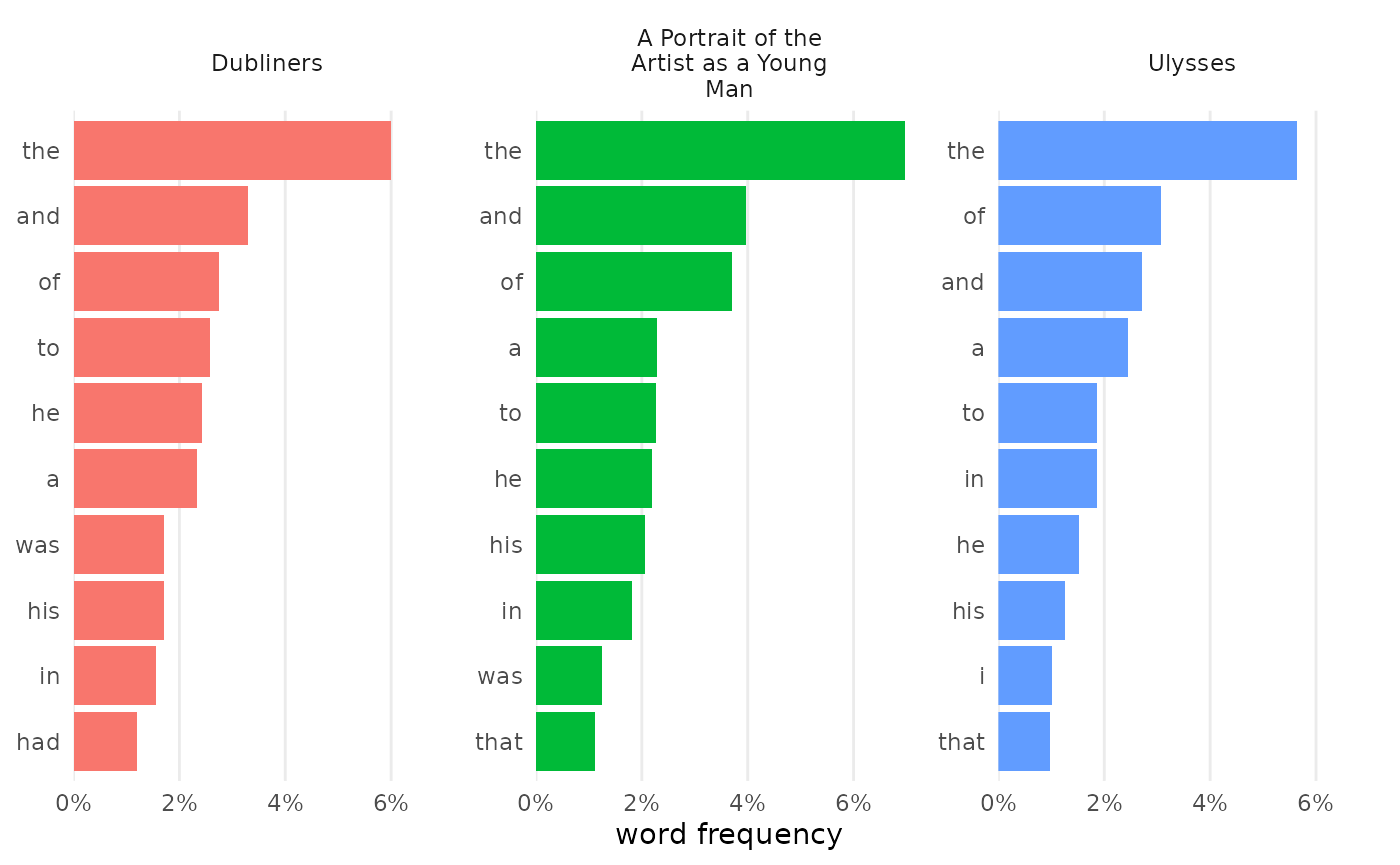 Dubliners
the
and
of
to
he
a
was
his
in
had
0% 2% 4% 6%
A Portrait of the
Artist as a Young
Man
the
and
of
a
to
he
his
in
was
that
0% 2% 4% 6%
Ulysses
the
of
and
a
to
in
he
his
i
that
0% 2% 4% 6%
word frequency